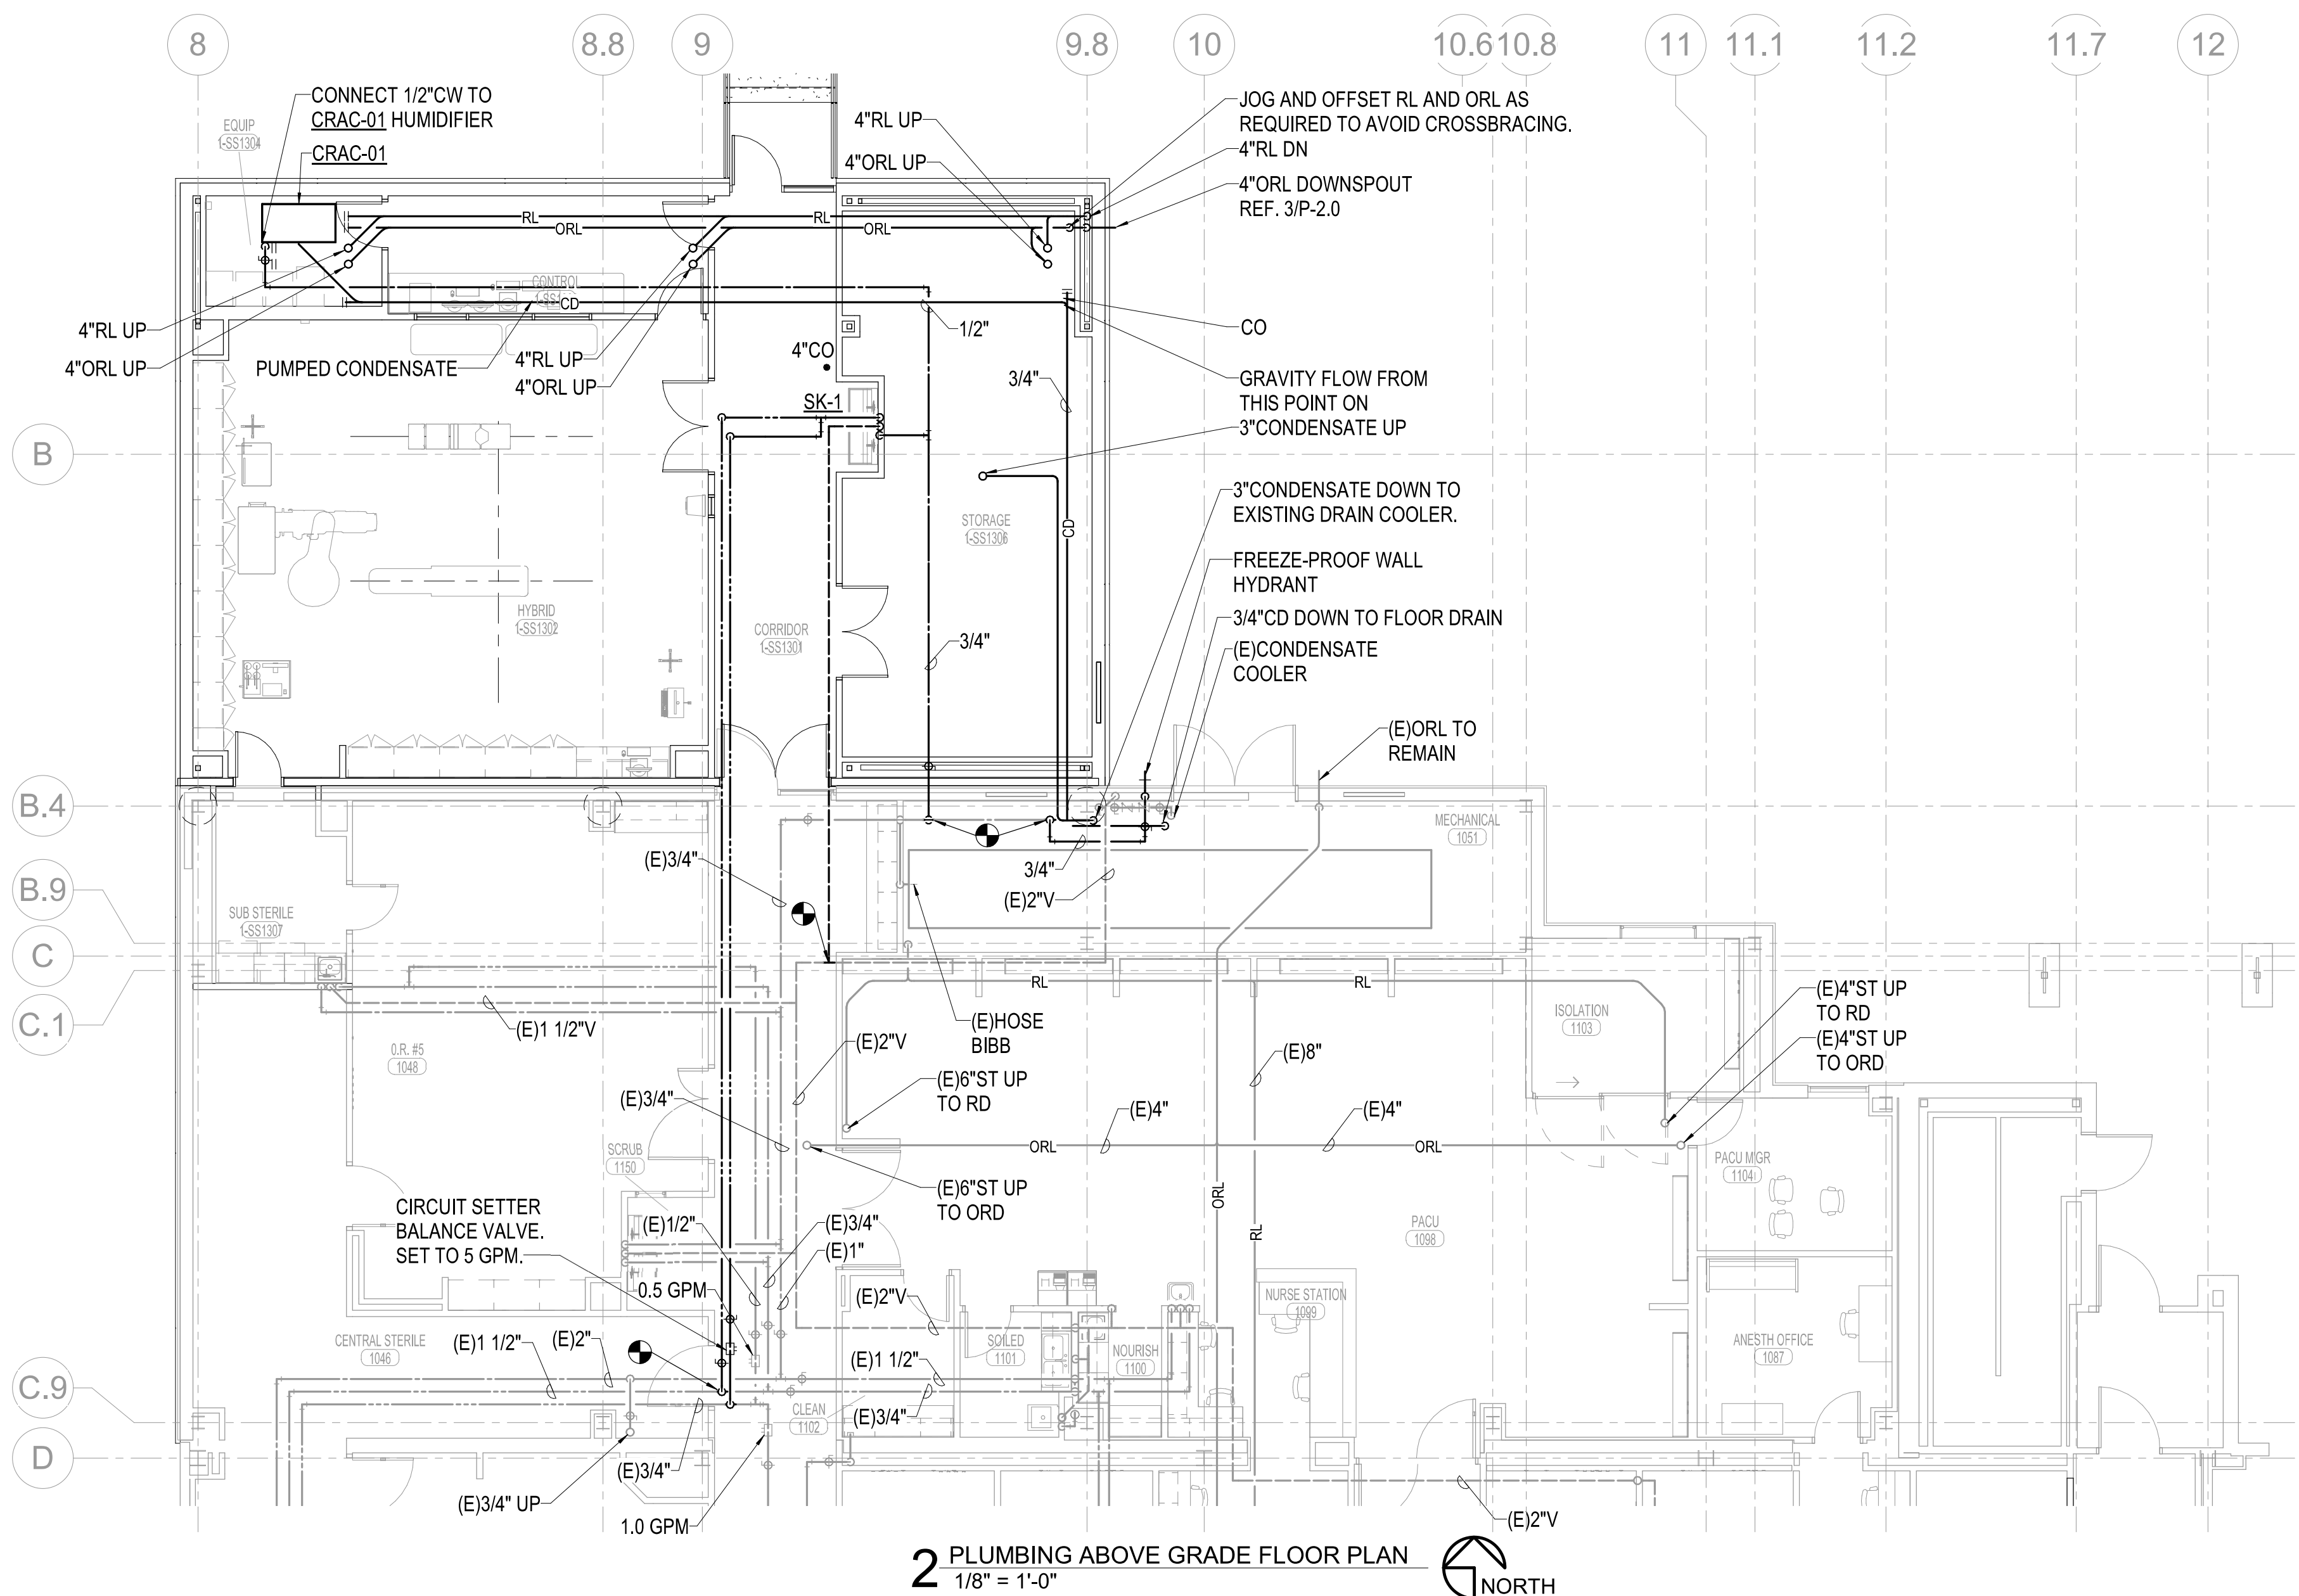 8
8.8
9
9.8
10
10.6
10.8
11
11.1
11.2
11.7
12
CONNECT 1/2"CW TO
CRAC-01 HUMIDIFIER
CRAC-01
EQUIP
1-SS1304
4"RL UP
4"ORL UP
JOG AND OFFSET RL AND ORL AS
REQUIRED TO AVOID CROSSBRACING.
4"RL DN
4"ORL DOWNSPOUT
REF. 3/P-2.0
RL
RL
ORL
ORL
CONTROL
CD
4"RL UP
4"ORL UP
PUMPED CONDENSATE
4"RL UP
4"ORL UP
1/2"
4"CO
3/4"
SK-1
CO
GRAVITY FLOW FROM
THIS POINT ON
3"CONDENSATE UP
B
3"CONDENSATE DOWN TO
EXISTING DRAIN COOLER.
STORAGE
1-SS1306
CD
FREEZE-PROOF WALL
HYDRANT
HYBRID
1-SS1302
CORRIDOR
1-SS1301
3/4"
3/4"CD DOWN TO FLOOR DRAIN
(E)CONDENSATE
COOLER
(E)ORL TO
REMAIN
B.4
MECHANICAL
1051
(E)3/4"
3/4"
(E)2"V
B.9
SUB STERILE
1-SS1307
C
C.1
RL
RL
(E)1 1/2"V
O.R. #5
1048
(E)HOSE
BIBB
ISOLATION
1103
(E)4"ST UP
TO RD
(E)4"ST UP
TO ORD
(E)2"V
(E)8"
(E)6"ST UP
TO RD
(E)3/4"
(E)4"
(E)4"
ORL
ORL
SCRUB
1150
PACU MGR
1104
(E)6"ST UP
TO ORD
ORL
RL
CIRCUIT SETTER
BALANCE VALVE.
SET TO 5 GPM.
(E)1/2"
(E)3/4"
(E)1"
PACU
1098
0.5 GPM
(E)2"V
NURSE STATION
1099
CENTRAL STERILE
1046
(E)1 1/2"
(E)2"
SOILED
1101
NOURISH
1100
ANESTH OFFICE
1087
(E)1 1/2"
C.9
CLEAN
1102
(E)3/4"
D
(E)3/4"
(E)3/4" UP
1.0 GPM
(E)2"V
2
PLUMBING ABOVE GRADE FLOOR PLAN
1/8" = 1'-0"
NORTH